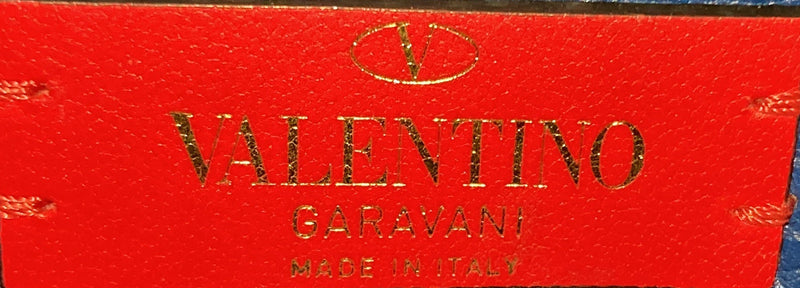 V
VALENTINO
GARAVANI
MADE IN ITALY